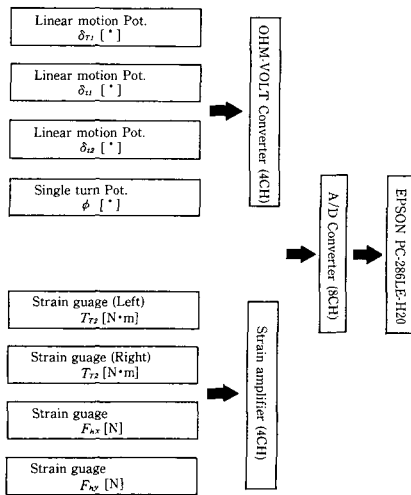 Linear motion Pot.
δT1 [°]
Linear motion Pot.
δt1 [°]
Linear motion Pot.
δt2 [°]
Single turn Pot.
φ [°]
OHM-VOLT Converter (4CH)
Strain guage (Left)
TT2 [N•m}
Strain guage (Right)
TT2 [N•m]
Strain guage
Fhx [N]
Strain guage
Fhy [N}
Strain amplifier (4CH)
A/D Converter (8CH)
EPSON PC-286LE-H20